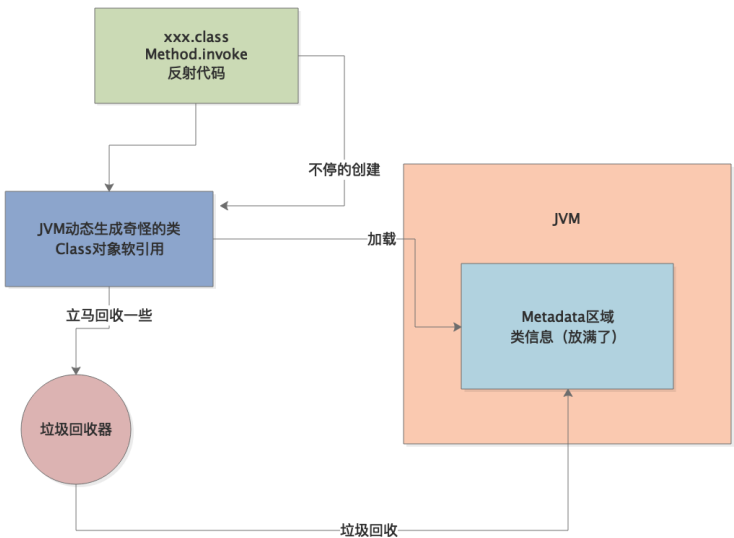 xxx.class
Method.invoke
反射代码
不停的创建
JVM
JVM动态生成奇怪的类
Class对象软引用
加载
Metadata区域
类信息（放满了）
立马回收一些
垃圾回收器
垃圾回收